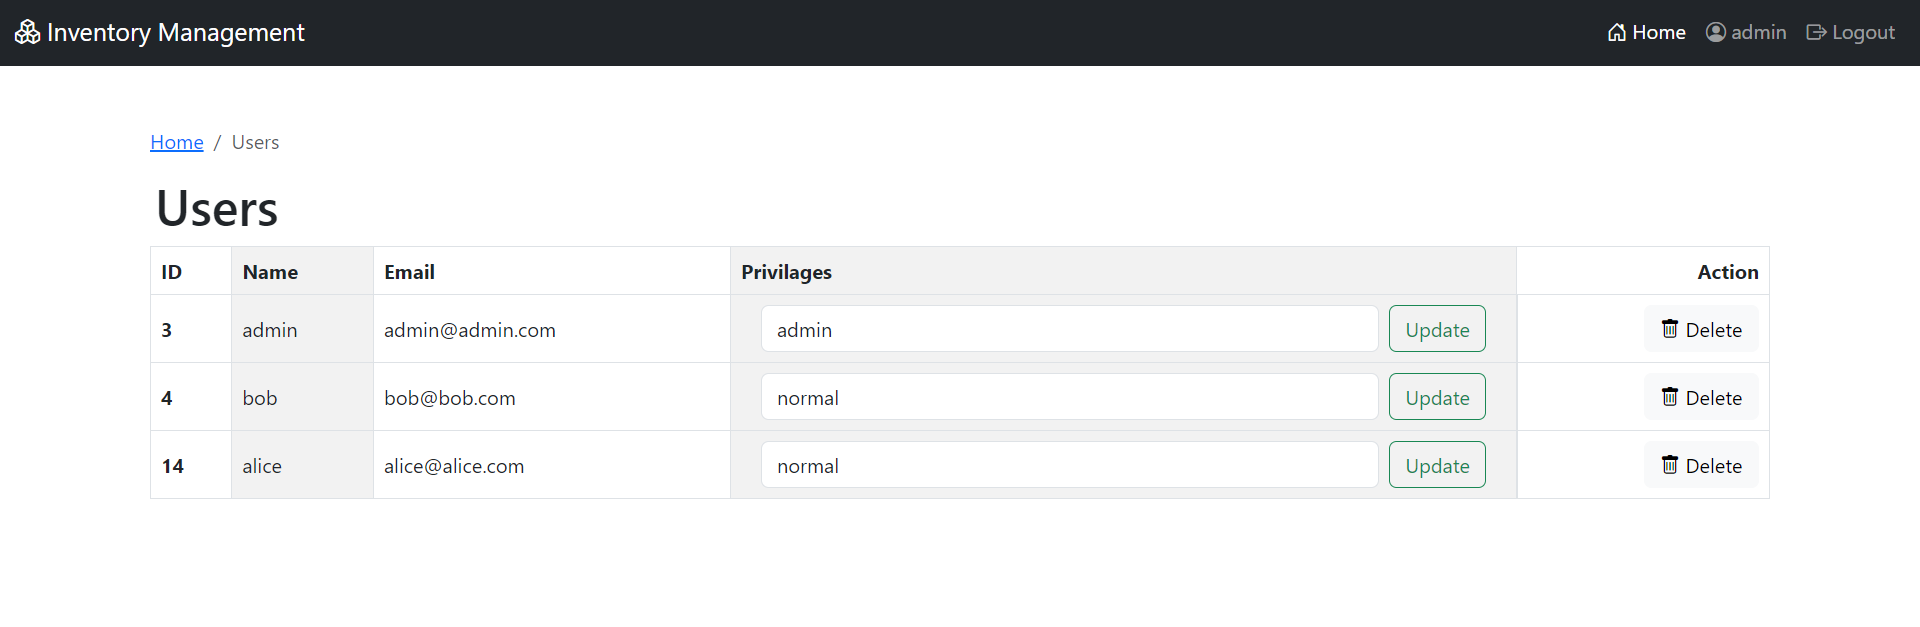 Inventory Management Home admin Logout
Home / Users
Users
ID Name Email Privilages Action
3 admin admin@admin.com admin Update Delete
4 bob bob@bob.com normal Update Delete
14 alice alice@alice.com normal Update Delete